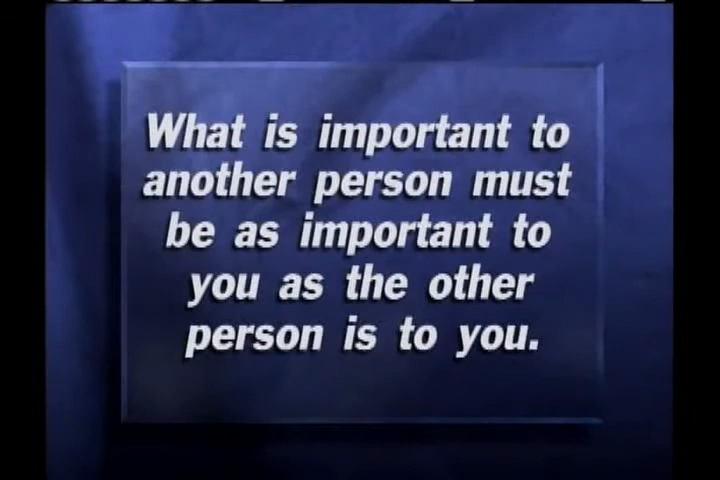 What is important to
another person must
be as important to
you as the other
person is to you.